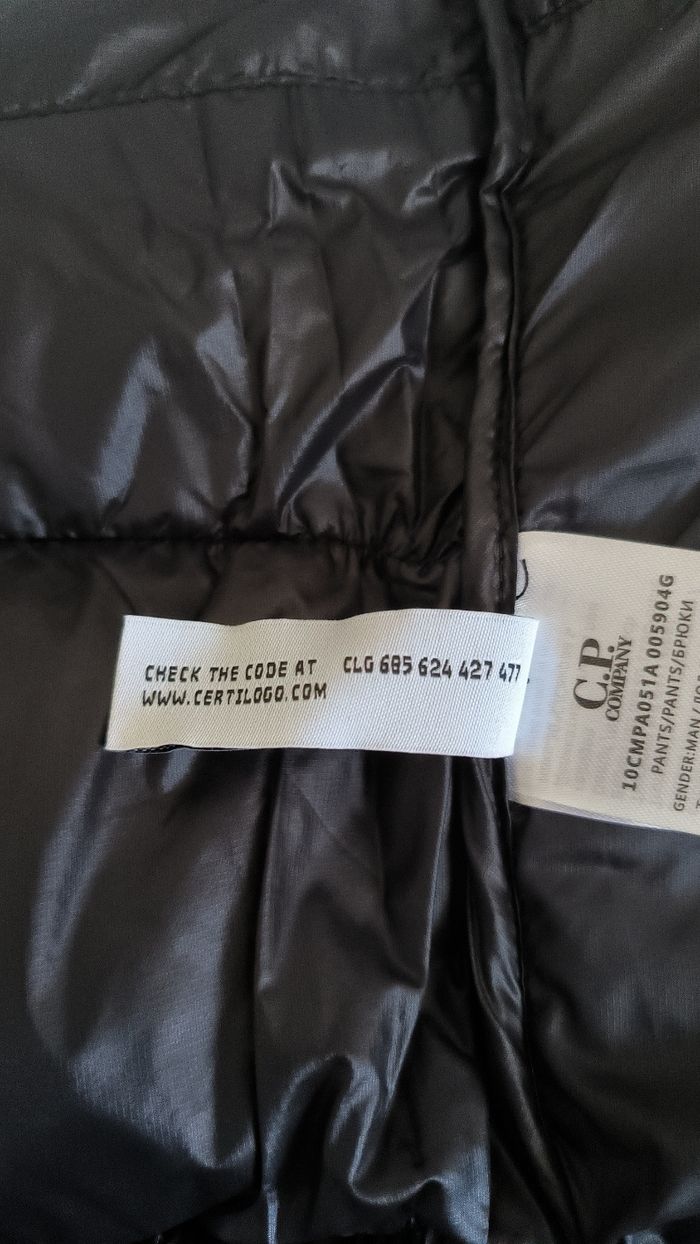 CHECK THE CODE AT CLG 685 624 427 477
WWW.CERTILOGO.COM
C.P.
COMPANY
10CMPA051A 005904G
PANTS/PANTS/БРЮКИ
GENDER:MAN /